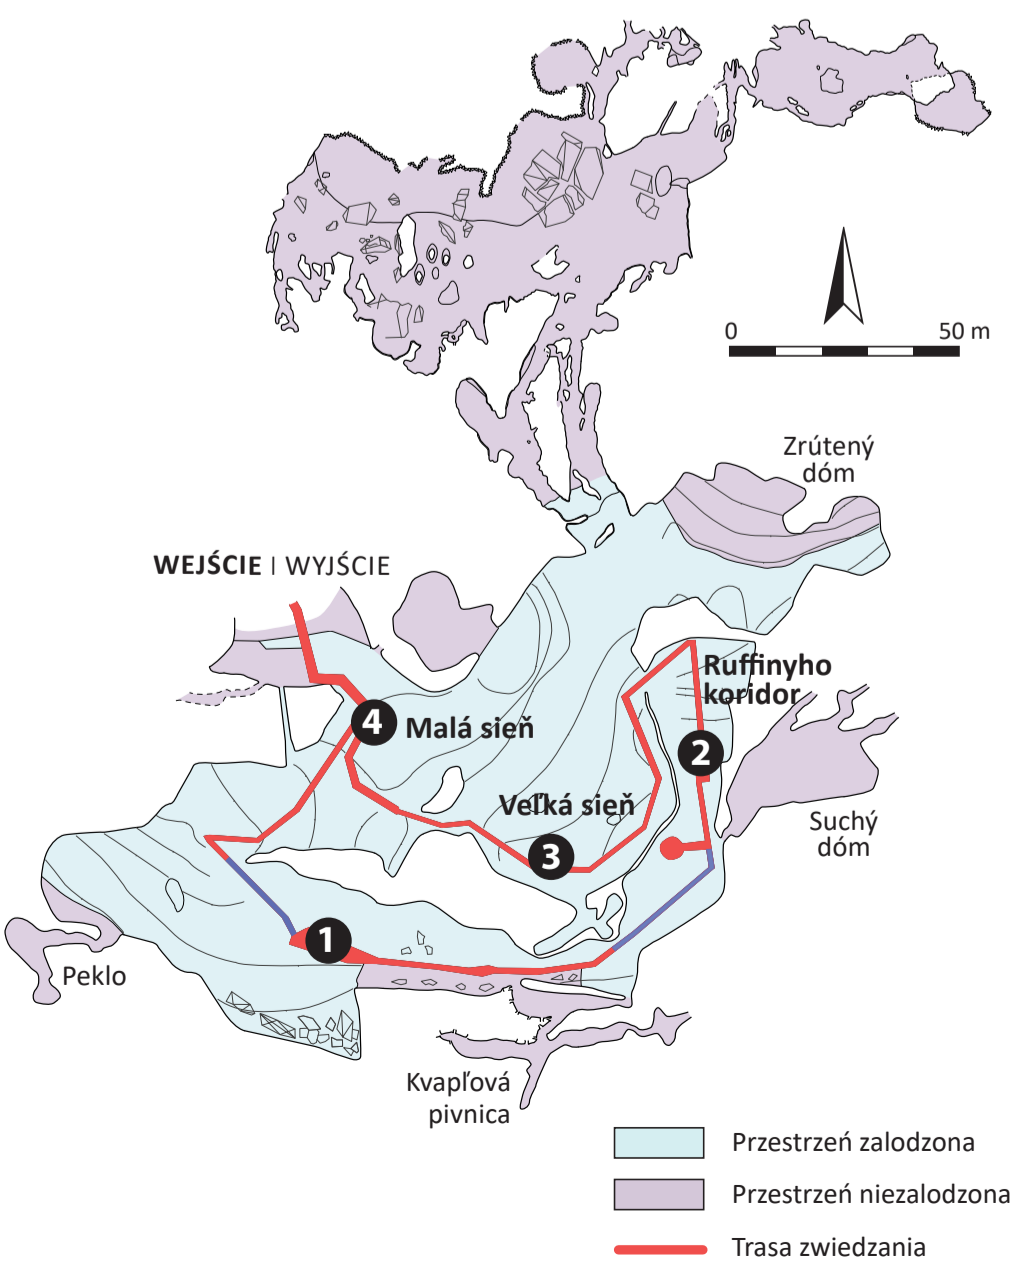 0 50 m
Zrútený
dóm
WEJŚCIE | WYJŚCIE
Ruffinyho
koridor
4 Malá sieň
2
Veľká sieň
Suchý
dóm
3
1
Peklo
Kvapľová
pivnica
Przestrzeń zalodzona
Przestrzeń niezalodzona
Trasa zwiedzania